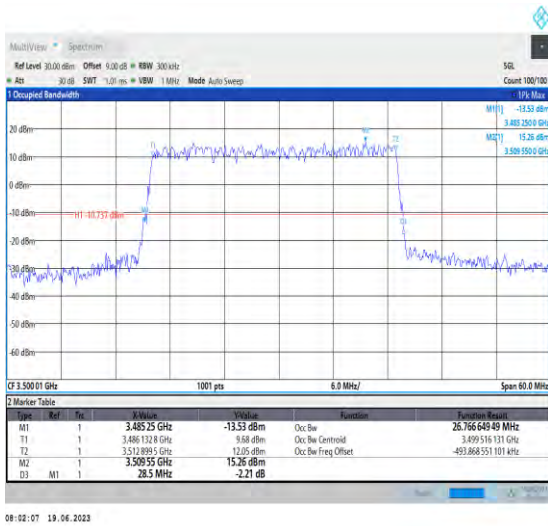 MultiView Spectrum
Ref Level 30.00 dBm Offset 9.00 dB RBW 300 kHz SGL
Att 30 dB SWT 1.01 ms VBW 1 MHz Mode Auto Sweep Count 100/100
1 Occupied Bandwidth 1Pk Max
M1[1] -13.53 dBm
3.485 250 0 GHz
M2[1] 15.26 dBm
3.509 550 0 GHz
20 dBm
10 dBm
0 dBm
-10 dBm
H1 -10.737 dBm
-20 dBm
-30 dBm
-40 dBm
-50 dBm
-60 dBm
T1
M2
T2
M1
D3
CF 3.500 01 GHz 1001 pts 6.0 MHz/ Span 60.0 MHz
2 Marker Table
Type Ref Trc X-Value Y-Value Function Function Result
M1 1 3.485 25 GHz -13.53 dBm Occ Bw 26.766 649 49 MHz
T1 1 3.486 132 8 GHz 9.68 dBm Occ Bw Centroid 3.499 516 131 GHz
T2 1 3.512 899 5 GHz 12.05 dBm Occ Bw Freq Offset -493.868 551 101 kHz
M2 1 3.509 55 GHz 15.26 dBm
D3 M1 1 28.5 MHz -2.21 dB
08:02:07 19.06.2023